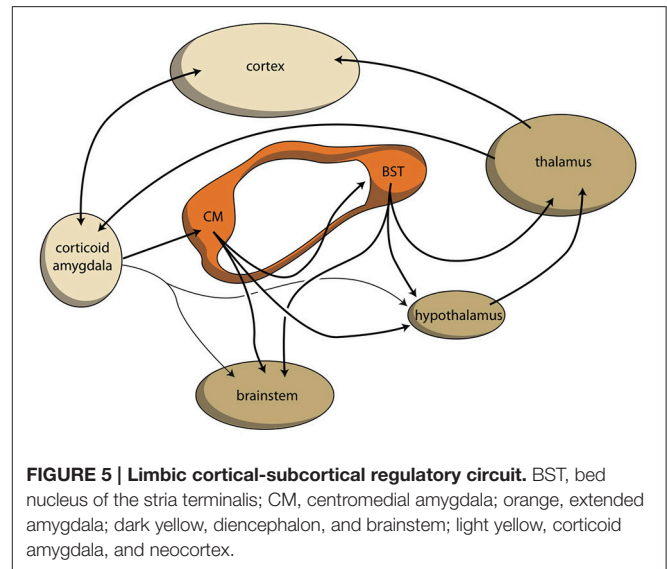 cortex
thalamus
BST
CM
corticoid
amygdala
hypothalamus
brainstem
FIGURE 5 | Limbic cortical-subcortical regulatory circuit. BST, bed
nucleus of the stria terminalis; CM, centromedial amygdala; orange, extended
amygdala; dark yellow, diencephalon, and brainstem; light yellow, corticoid
amygdala, and neocortex.